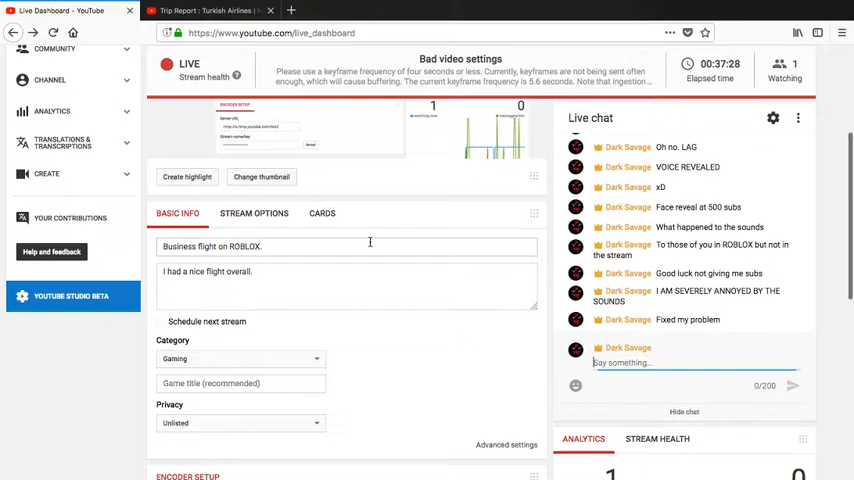 Live Dashboard - YouTube
Trip Report : Turkish Airlines |
https://www.youtube.com/live_dashboard
COMMUNITY
CHANNEL
ANALYTICS
TRANSLATIONS &
TRANSCRIPTIONS
CREATE
YOUR CONTRIBUTIONS
Help and feedback
YOUTUBE STUDIO BETA
LIVE
Stream health ?
Bad video settings
Please use a keyframe frequency of four seconds or less. Currently, keyframes are not being sent often
enough, which will cause buffering. The current keyframe frequency is 5.6 seconds. Note that ingestion
00:37:28
Elapsed time
1
Watching
ENCODER SETUP
Server URL
Stream name/key
Reveal
1
0
Create highlight
Change thumbnail
BASIC INFO
STREAM OPTIONS
CARDS
Business flight on ROBLOX.
I had a nice flight overall.
Schedule next stream
Category
Gaming
Game title (recommended)
Privacy
Unlisted
Advanced settings
ENCODER SETUP
Live chat
Dark Savage Oh no. LAG
Dark Savage VOICE REVEALED
Dark Savage xD
Dark Savage Face reveal at 500 subs
Dark Savage What happened to the sounds
Dark Savage To those of you in ROBLOX but not in
the stream
Dark Savage Good luck not giving me subs
Dark Savage I AM SEVERELY ANNOYED BY THE
SOUNDS
Dark Savage Fixed my problem
Dark Savage
Say something...
0/200
Hide chat
ANALYTICS
STREAM HEALTH
1
0